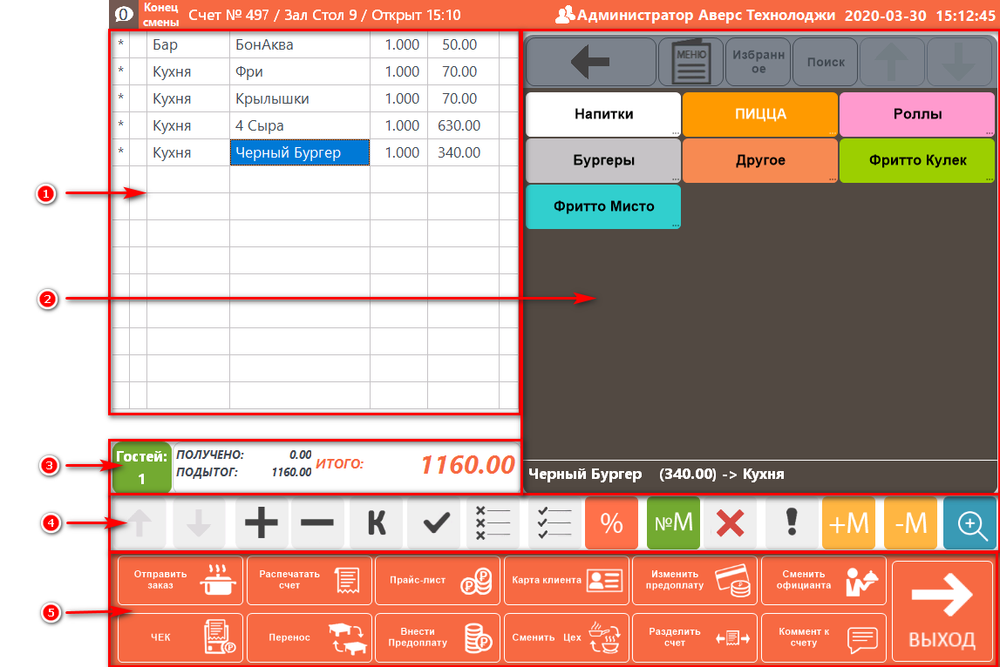 0 Конец смены Счет № 497 / Зал Стол 9 / Открыт 15:10 Администратор Аверс Технолоджи 2020-03-30 15:12:45
* Бар БонАква 1.000 50.00
* Кухня Фри 1.000 70.00
* Кухня Крылышки 1.000 70.00
* Кухня 4 Сыра 1.000 630.00
* Кухня Черный Бургер 1.000 340.00
1
2
МЕНЮ
Избранн
ое
Поиск
Напитки ПИЦЦА Роллы
Бургеры Другое Фритто Кулек
Фритто Мисто
Черный Бургер (340.00) -> Кухня
3
Гостей:
1
ПОЛУЧЕНО: 0.00
ПОДЫТОГ: 1160.00
ИТОГО: 1160.00
4
К % №М ! +М -М
5
Отправить
заказ
Распечатать
счет
Прайс-лист
Карта клиента
Изменить
предоплату
Сменить
официанта
ЧЕК
Перенос
Внести
Предоплату
Сменить Цех
Разделить
счет
Коммент к
счету
ВЫХОД